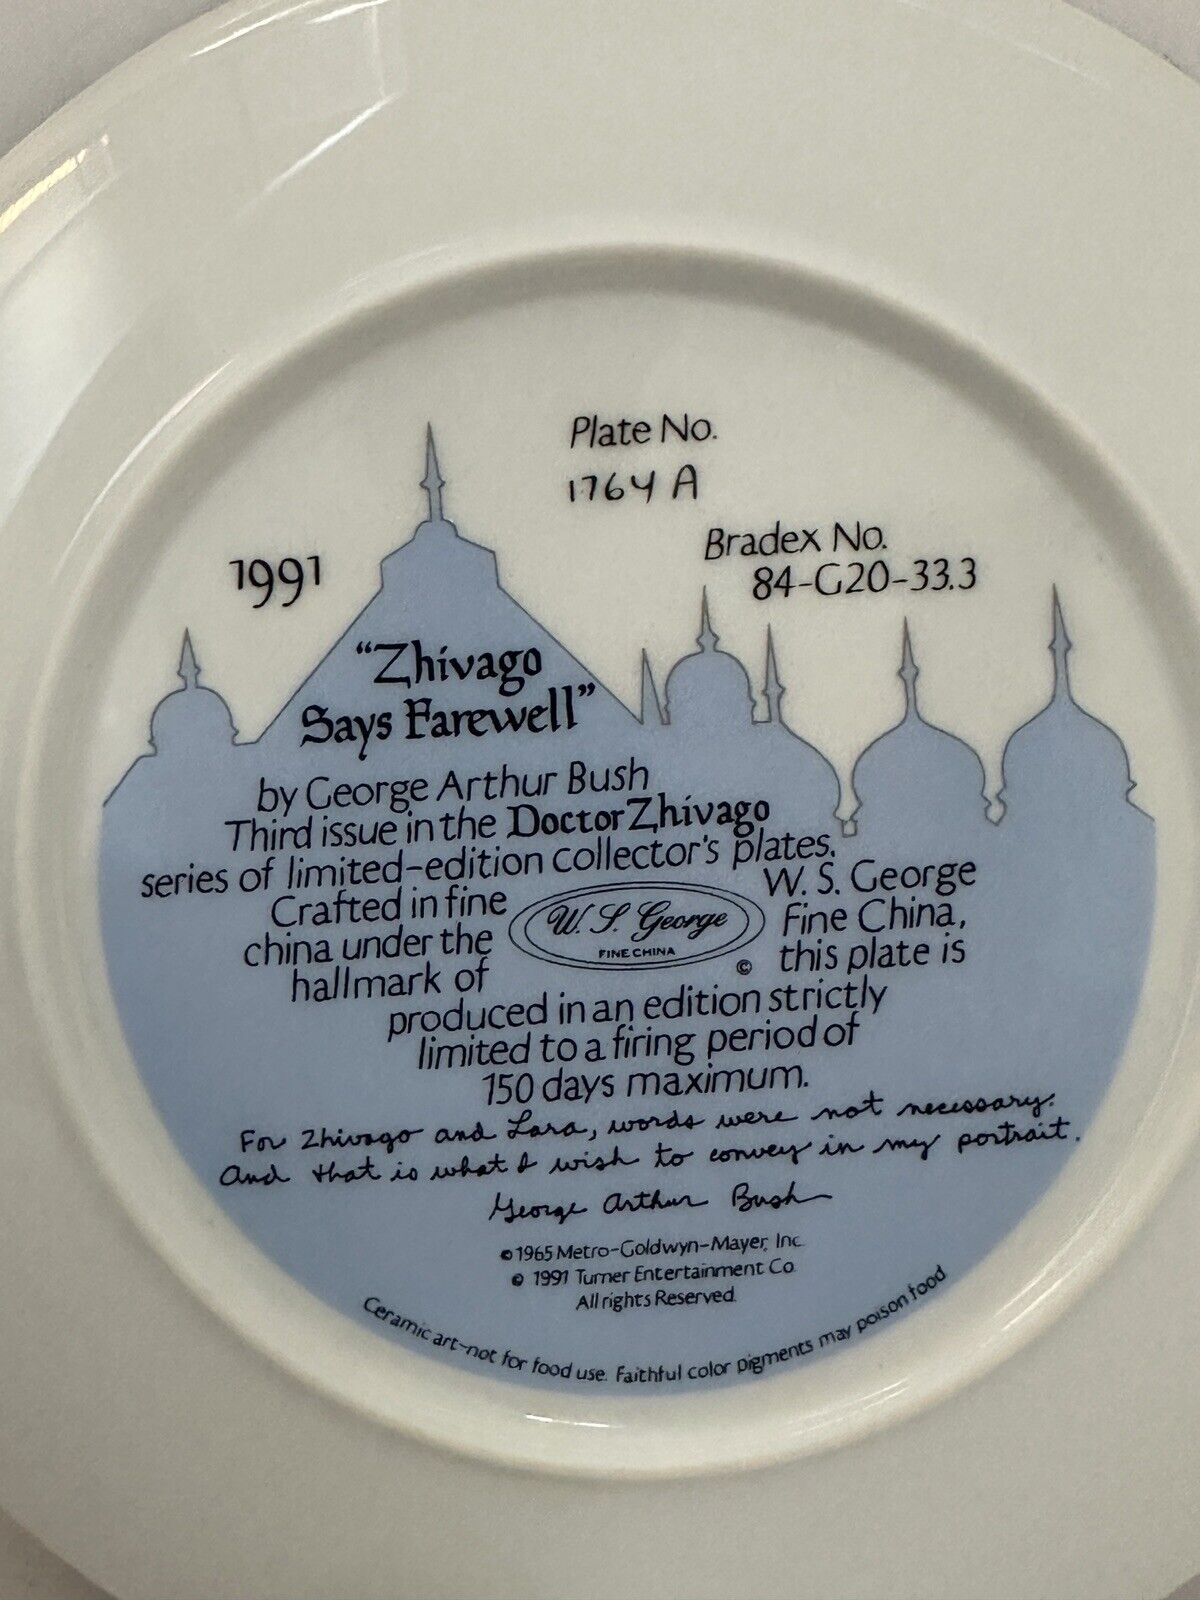 Plate No.
1764 A
Bradex No.
84-G20-33.3
1991
"Zhivago
Says Farewell"
by George Arthur Bush
Third issue in the Doctor Zhivago
series of limited-edition collector's plates.
Crafted in fine
china under the
hallmark of
W. S. George
FINE CHINA
©
W. S. George
Fine China,
this plate is
produced in an edition strictly
limited to a firing period of
150 days maximum.
For Zhivago and Lara, words were not necessary.
And that is what I wish to convey in my portrait.
George Arthur Bush
© 1965 Metro-Goldwyn-Mayer, Inc.
© 1991 Turner Entertainment Co.
All rights Reserved.
Ceramic art-not for food use. Faithful color pigments may poison food